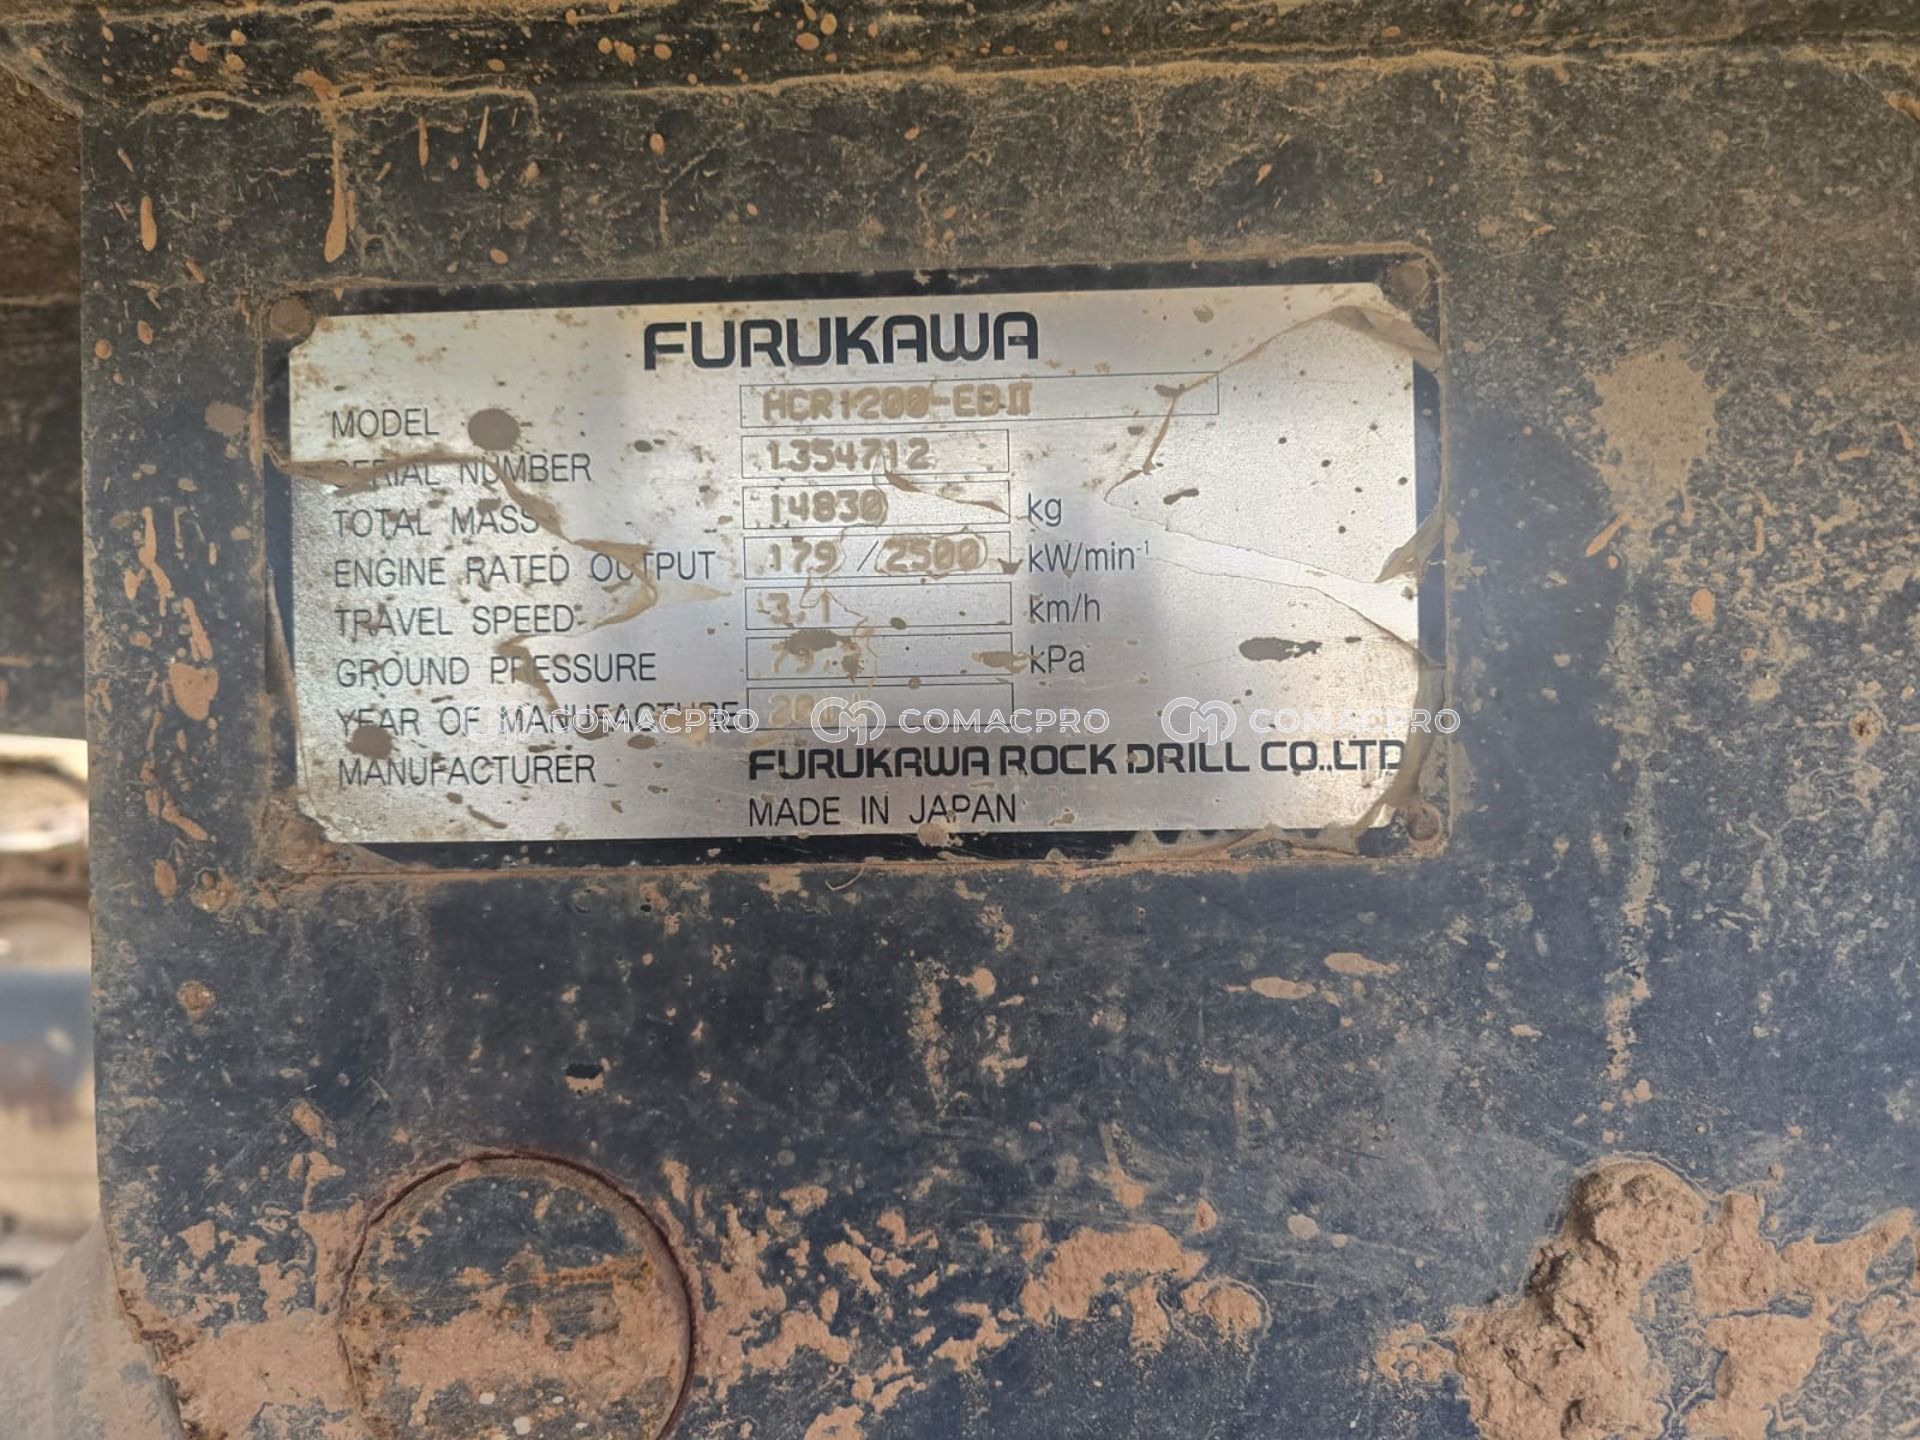 FURUKAWA
MODEL HCR1200-EDII
SERIAL NUMBER 1354712
TOTAL MASS 14830 kg
ENGINE RATED OUTPUT 179 / 2500 kW/min⁻¹
TRAVEL SPEED 3.1 km/h
GROUND PRESSURE kPa
YEAR OF MANUFACTURE
COMACPRO COMACPRO COMACPRO
MANUFACTURER FURUKAWA ROCK DRILL CO.,LTD
MADE IN JAPAN